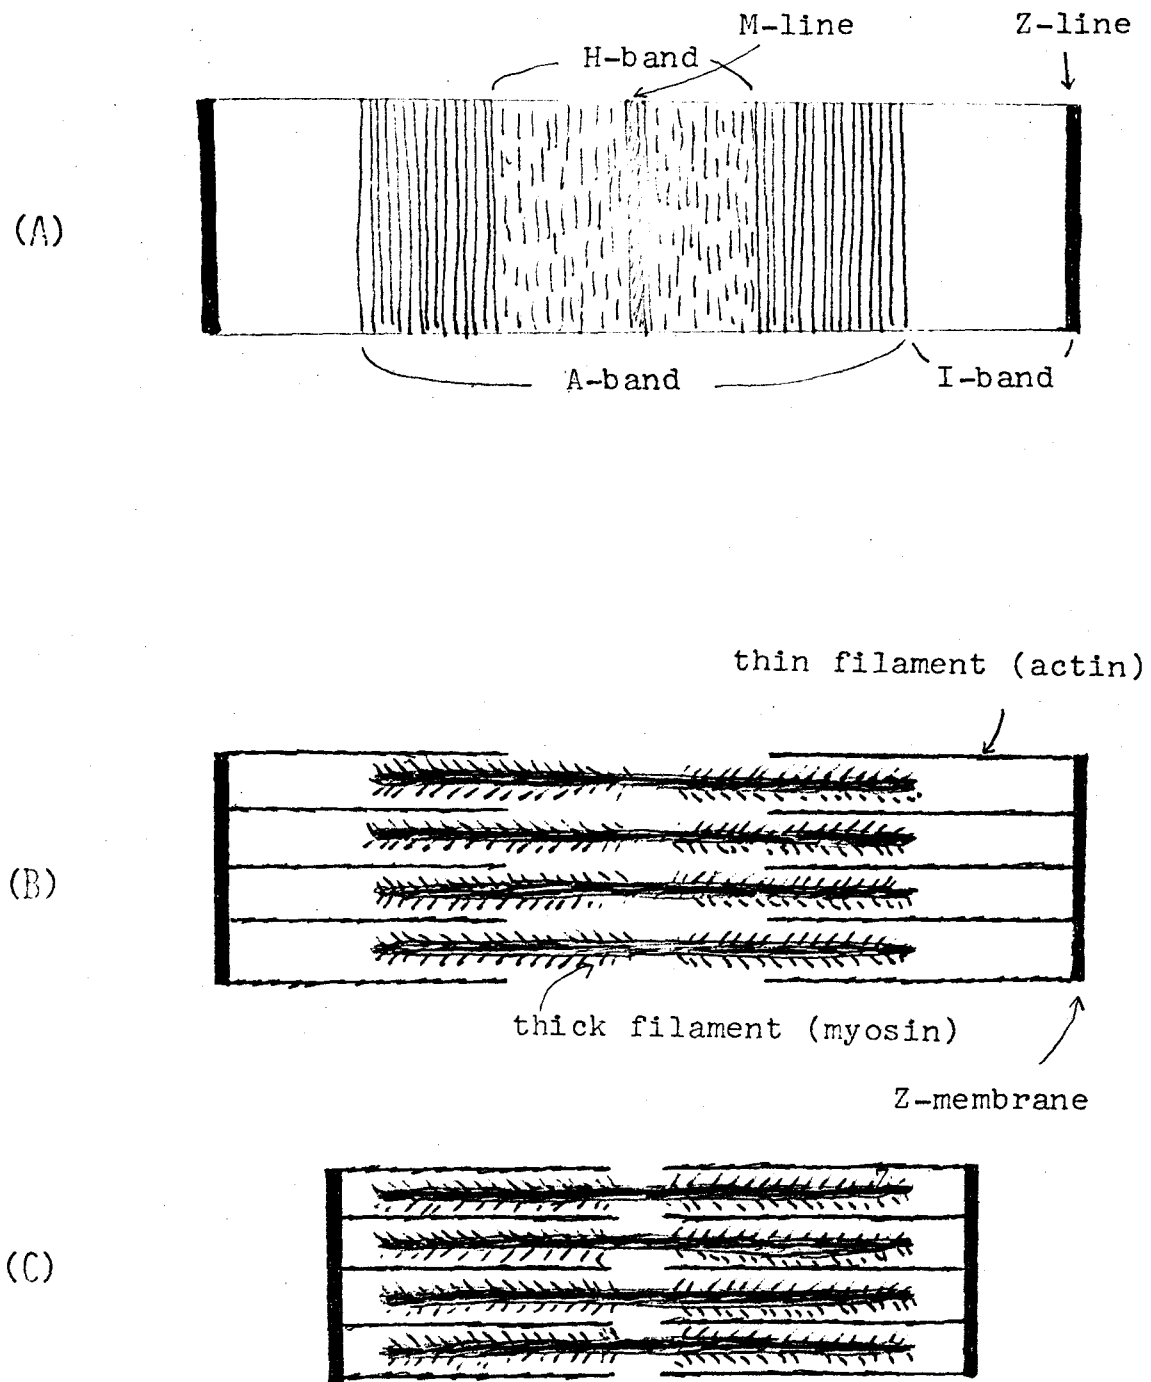 M-line
Z-line
H-band
(A)
A-band
I-band
thin filament (actin)
(B)
thick filament (myosin)
Z-membrane
(C)